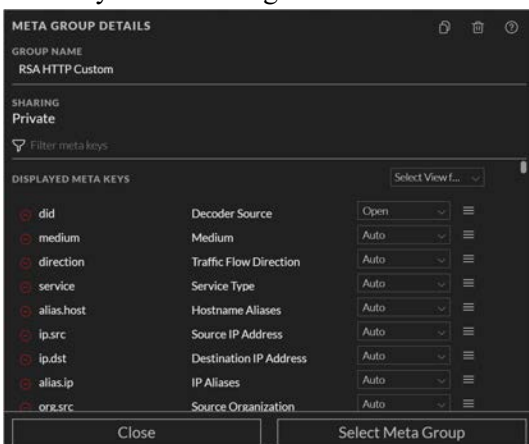 META GROUP DETAILS
GROUP NAME
RSA HTTP Custom
SHARING
Private
Filter meta keys
DISPLAYED META KEYS Select View f...
did Decoder Source Open
medium Medium Auto
direction Traffic Flow Direction Auto
service Service Type Auto
alias.host Hostname Aliases Auto
ip.src Source IP Address Auto
ip.dst Destination IP Address Auto
alias.ip IP Aliases Auto
org.src Source Organization Auto
Close Select Meta Group